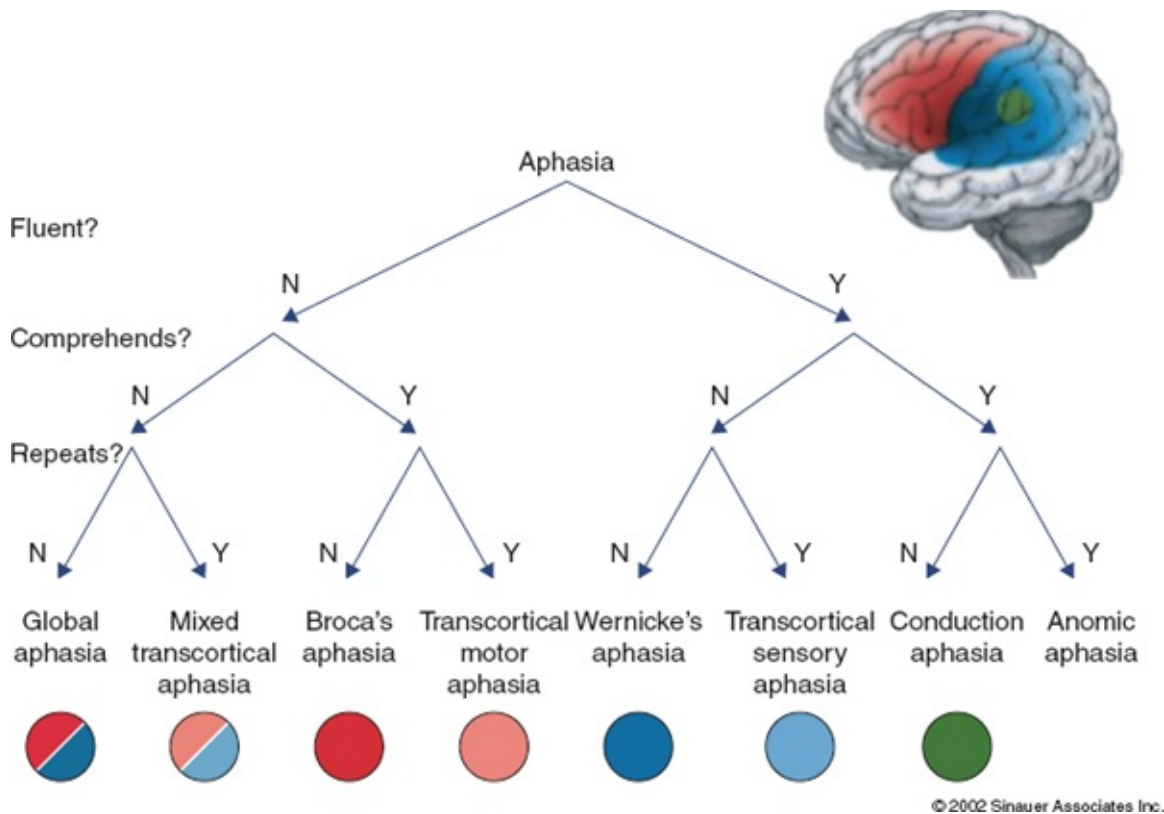 Aphasia
Fluent?
N Y
Comprehends?
N Y N Y
Repeats?
N Y N Y N Y N Y
Global aphasia
Mixed transcortical aphasia
Broca's aphasia
Transcortical motor aphasia
Wernicke's aphasia
Transcortical sensory aphasia
Conduction aphasia
Anomic aphasia
© 2002 Sinauer Associates Inc.